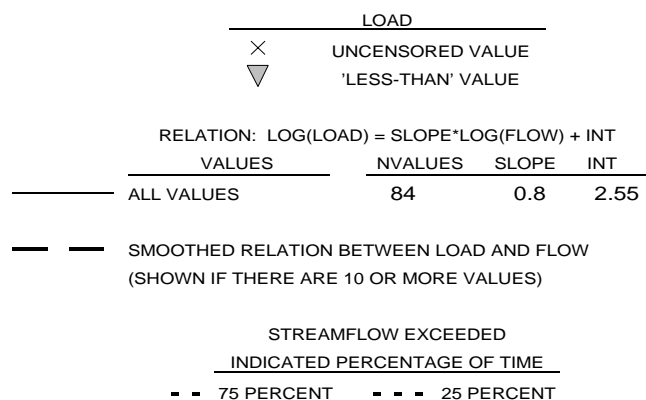 LOAD
UNCENSORED VALUE
'LESS-THAN' VALUE
RELATION: LOG(LOAD) = SLOPE*LOG(FLOW) + INT
VALUES NVALUES SLOPE INT
ALL VALUES 84 0.8 2.55
SMOOTHED RELATION BETWEEN LOAD AND FLOW
(SHOWN IF THERE ARE 10 OR MORE VALUES)
STREAMFLOW EXCEEDED
INDICATED PERCENTAGE OF TIME
75 PERCENT 25 PERCENT